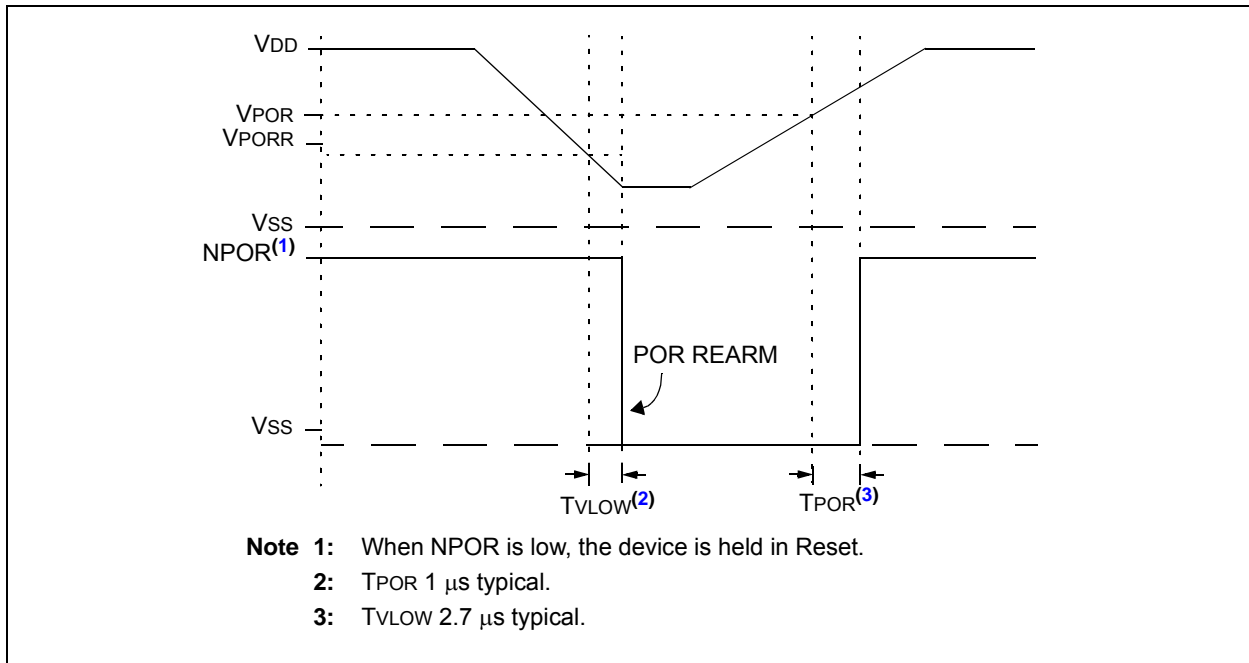 VDD
VPOR
VPORR
VSS
NPOR(1)
POR REARM
VSS
TVLOW(2)
TPOR(3)
Note 1: When NPOR is low, the device is held in Reset.
2: TPOR 1 μs typical.
3: TVLOW 2.7 μs typical.